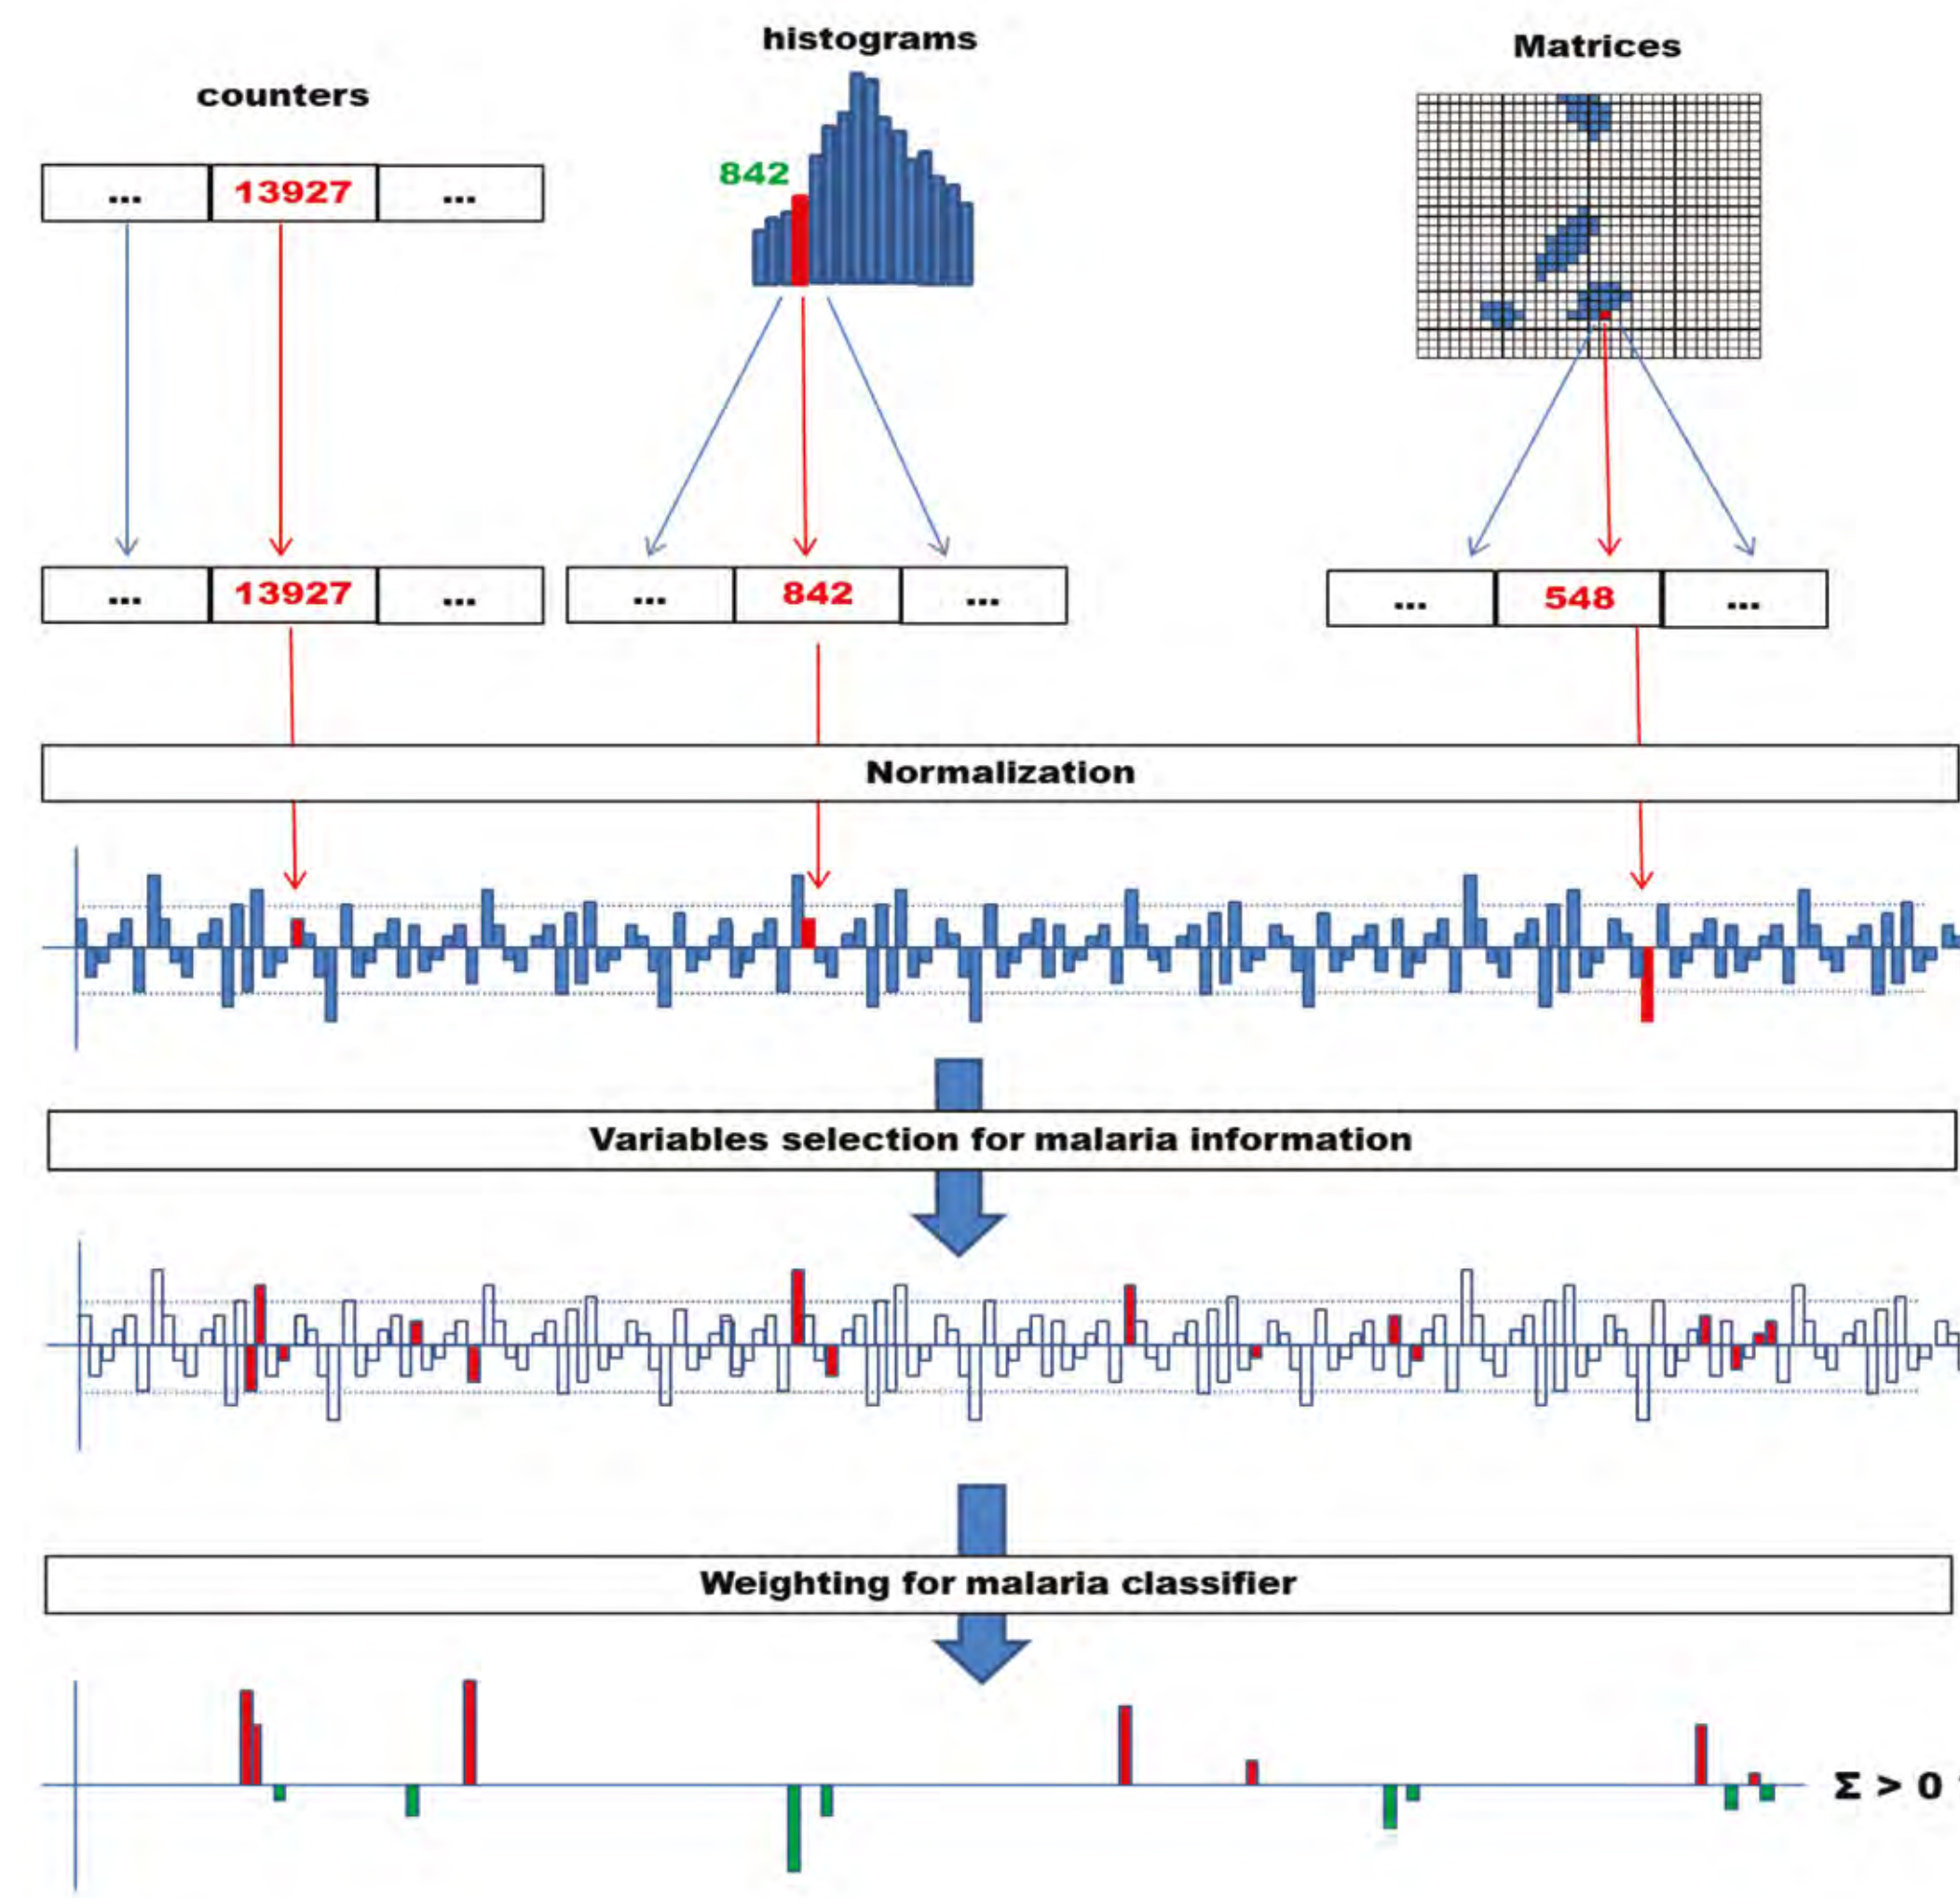 counters
histograms
Matrices
842
... 13927 ...
... 13927 ...
... 842 ...
... 548 ...
Normalization
Variables selection for malaria information
Weighting for malaria classifier
Σ > 0